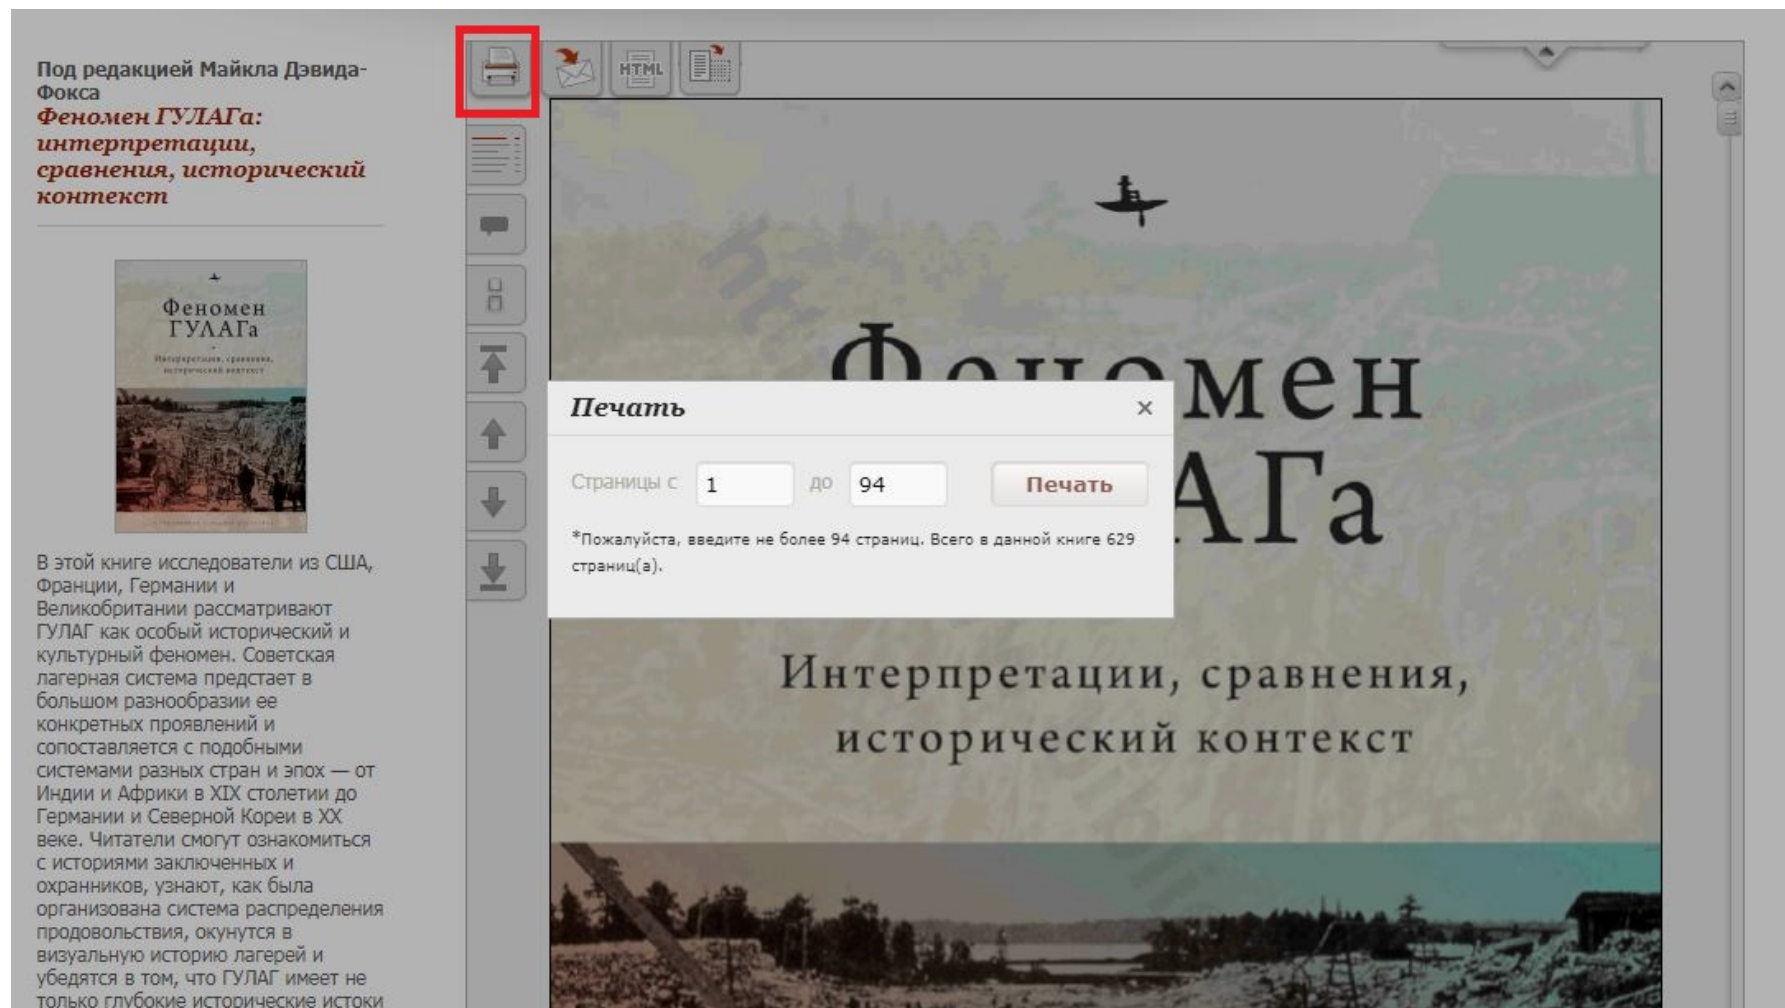 Под редакцией Майкла Дэвида-
Фокса
Феномен ГУЛАГа:
интерпретации,
сравнения, исторический
контекст
Феномен
ГУЛАГа
Интерпретации, сравнения,
исторический контекст
В этой книге исследователи из США,
Франции, Германии и
Великобритании рассматривают
ГУЛАГ как особый исторический и
культурный феномен. Советская
лагерная система предстает в
большом разнообразии ее
конкретных проявлений и
сопоставляется с подобными
системами разных стран и эпох — от
Индии и Африки в XIX столетии до
Германии и Северной Кореи в XX
веке. Читатели смогут ознакомиться
с историями заключенных и
охранников, узнают, как была
организована система распределения
продовольствия, окунутся в
визуальную историю лагерей и
убедятся в том, что ГУЛАГ имеет не
только глубокие исторические истоки
HTML
Феномен
АГа
Печать
×
Страницы с 1 до 94 Печать
*Пожалуйста, введите не более 94 страниц. Всего в данной книге 629
страниц(а).
Интерпретации, сравнения,
исторический контекст